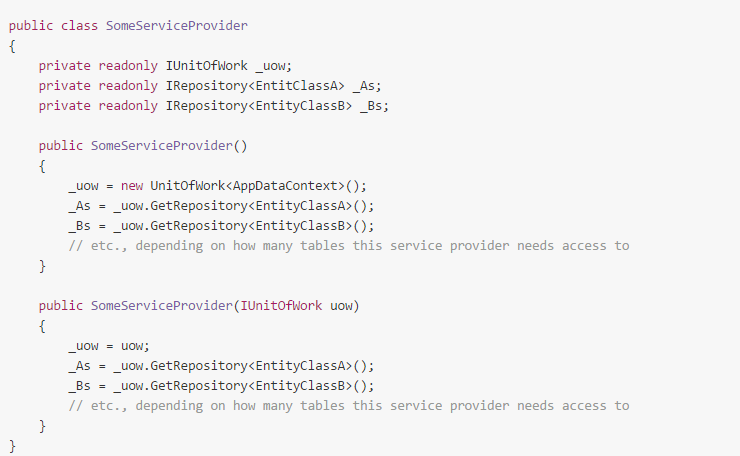 public class SomeServiceProvider
{
    private readonly IUnitOfWork _uow;
    private readonly IRepository<EntitClassA> _As;
    private readonly IRepository<EntityClassB> _Bs;

    public SomeServiceProvider()
    {
        _uow = new UnitOfWork<AppDataContext>();
        _As = _uow.GetRepository<EntityClassA>();
        _Bs = _uow.GetRepository<EntityClassB>();
        // etc., depending on how many tables this service provider needs access to
    }

    public SomeServiceProvider(IUnitOfWork uow)
    {
        _uow = uow;
        _As = _uow.GetRepository<EntityClassA>();
        _Bs = _uow.GetRepository<EntityClassB>();
        // etc., depending on how many tables this service provider needs access to
    }
}